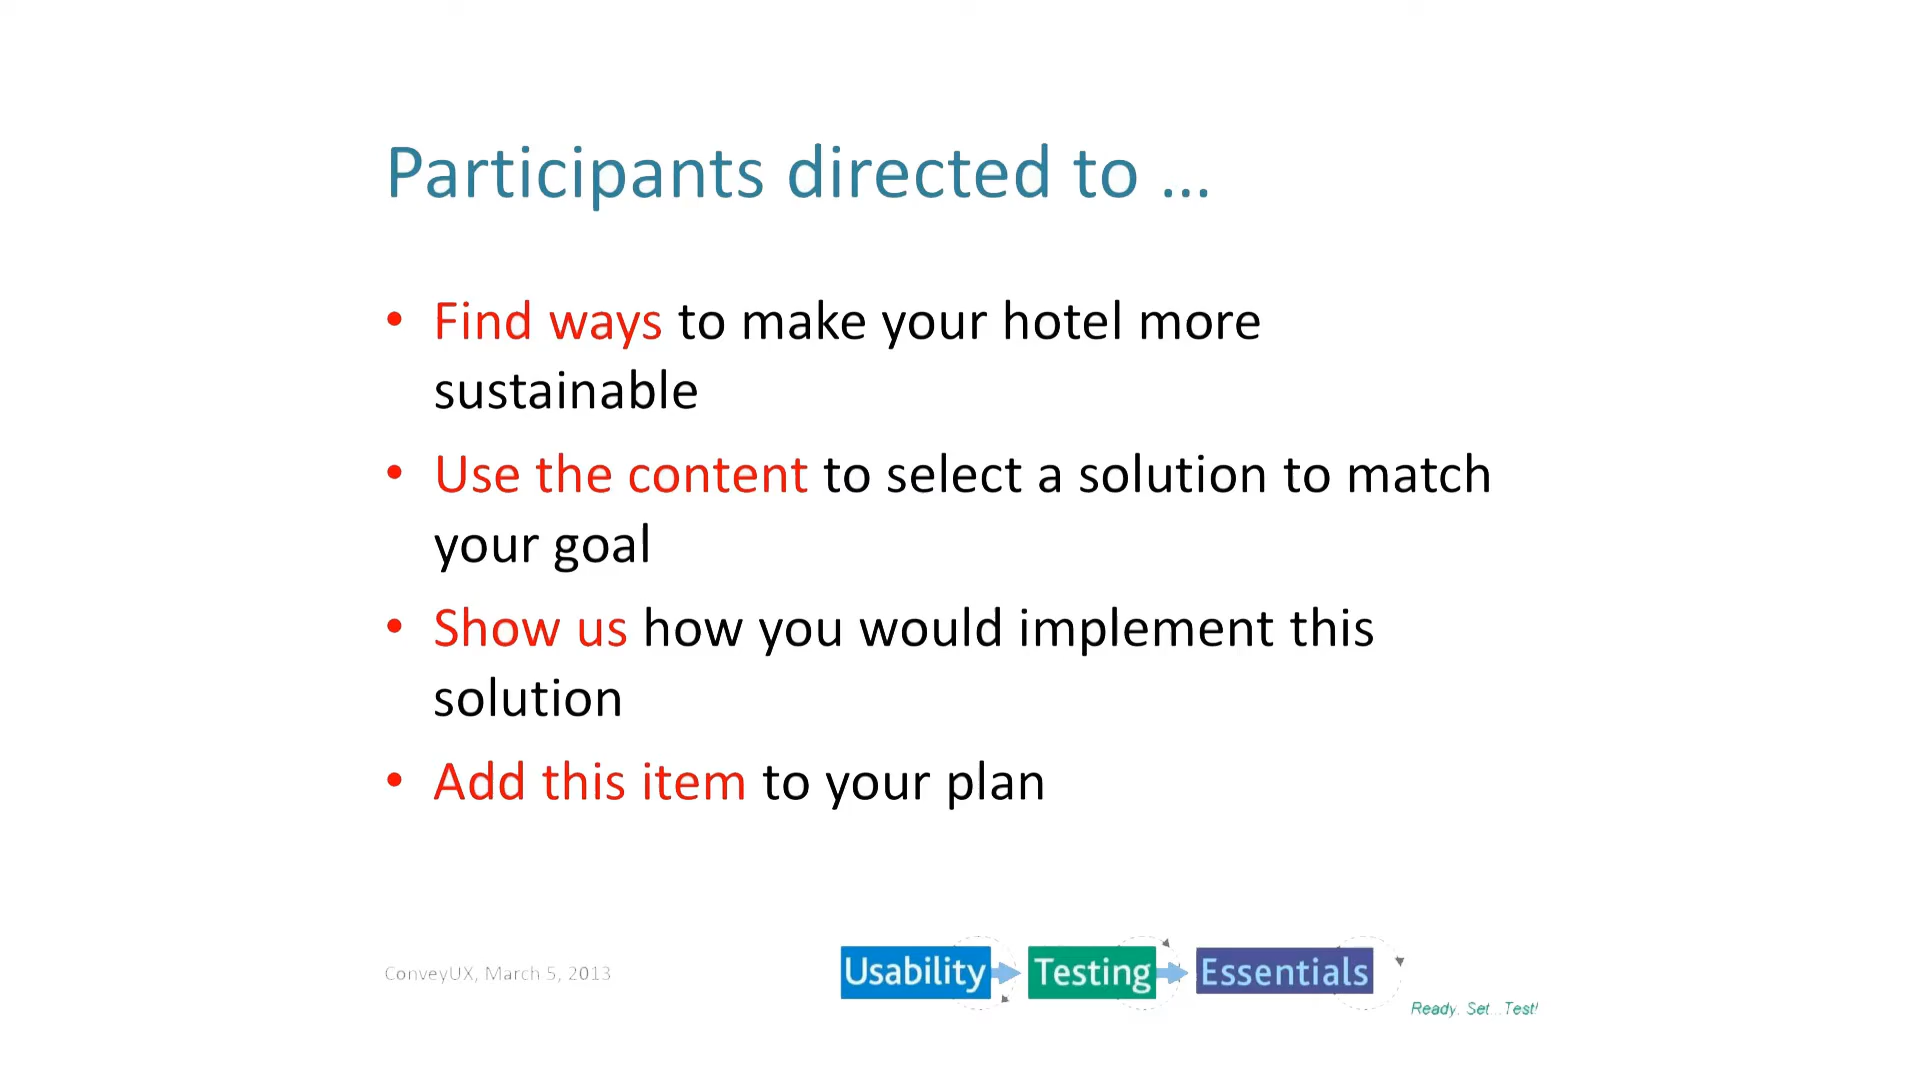 Participants directed to ...
• Find ways to make your hotel more
sustainable
• Use the content to select a solution to match
your goal
• Show us how you would implement this
solution
• Add this item to your plan
ConveyUX, March 5, 2013
Usability Testing Essentials
Ready, Set...Test!